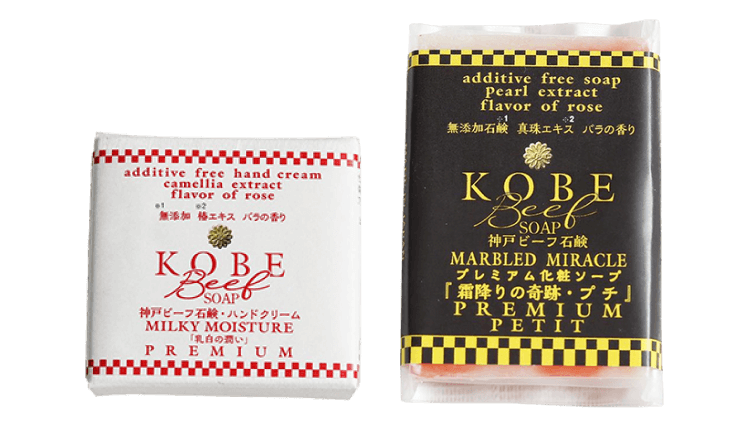 additive free hand cream
camellia extract
flavor of rose
※1 ※2
無添加 椿エキス バラの香り
KOBE
Beef
SOAP
神戸ビーフ石鹸・ハンドクリーム
MILKY MOISTURE
「乳白の潤い」
PREMIUM
additive free soap
pearl extract
flavor of rose
※1 ※2
無添加石鹸 真珠エキス バラの香り
KOBE
Beef
SOAP
神戸ビーフ石鹸
MARBLED MIRACLE
プレミアム化粧ソープ
『霜降りの奇跡・プチ』
PREMIUM
PETIT